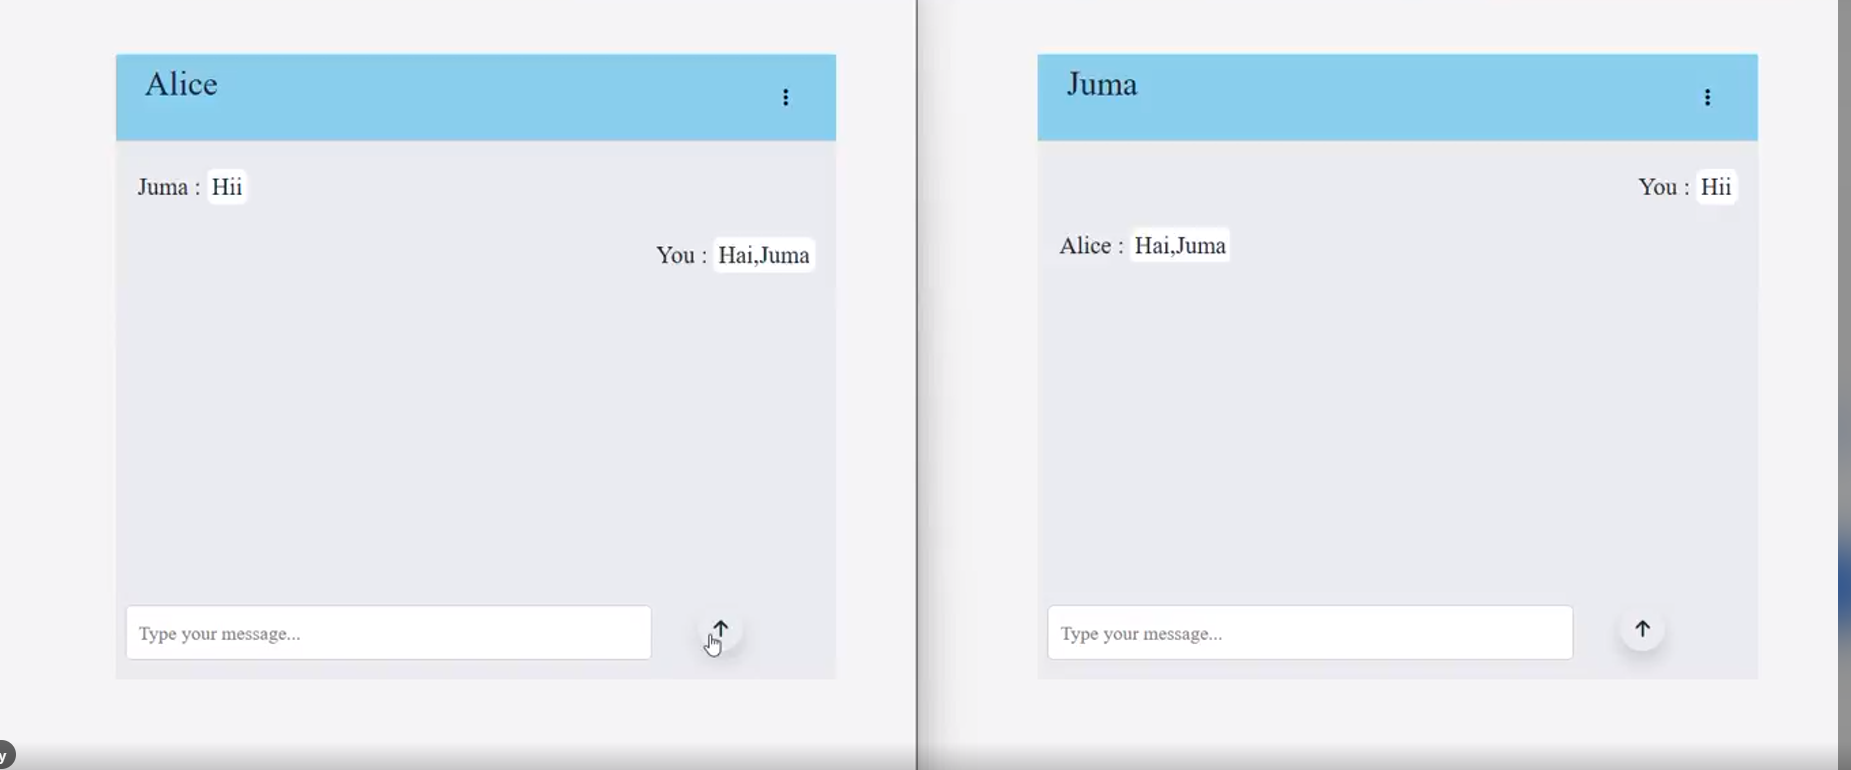 Alice
Juma : Hii
You : Hai,Juma
Type your message...
Juma
You : Hii
Alice : Hai,Juma
Type your message...
y